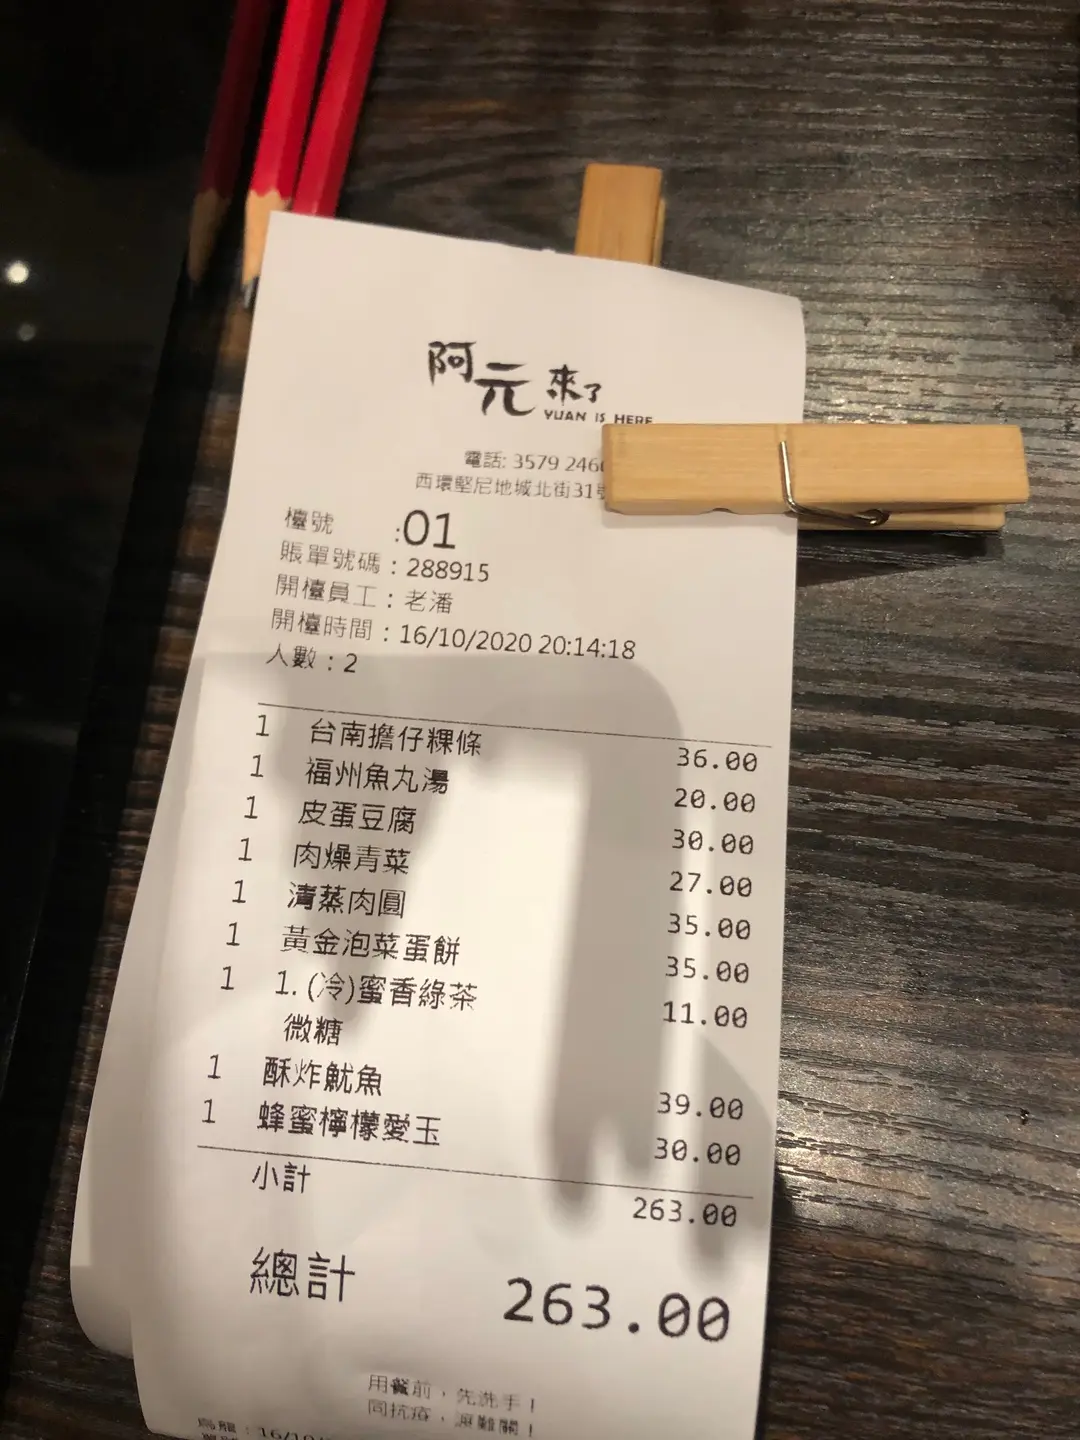 阿元來了
YUAN IS HERE
電話: 3579 246
西環堅尼地城北街31號
檯號 :01
賬單號碼：288915
開檯員工：老潘
開檯時間：16/10/2020 20:14:18
人數：2
1 台南擔仔粿條 36.00
1 福州魚丸湯 20.00
1 皮蛋豆腐 30.00
1 肉燥青菜 27.00
1 清蒸肉圓 35.00
1 黃金泡菜蛋餅 35.00
1 1. (冷)蜜香綠茶 11.00
微糖
1 酥炸魷魚 39.00
1 蜂蜜檸檬愛玉 30.00
小計 263.00
總計 263.00
用餐前，先洗手！
同抗疫，渡難關！
16/10